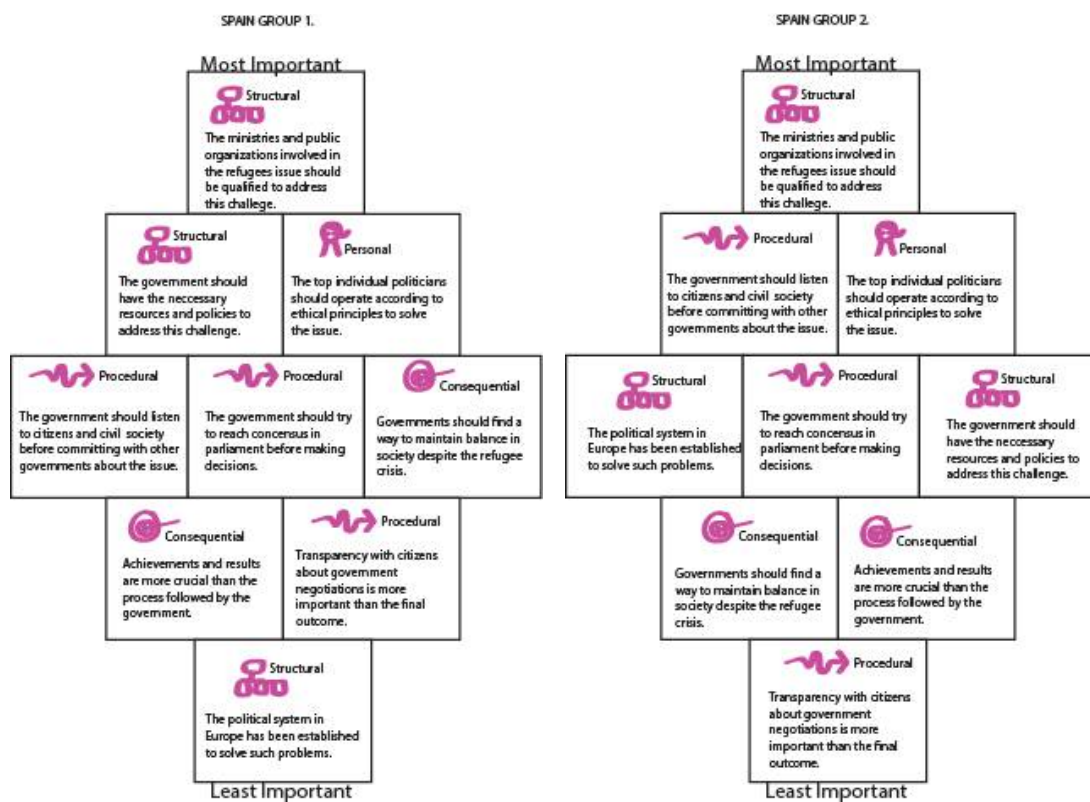 SPAIN GROUP 1.
Most Important
Structural
The ministries and public
organizations involved in
the refugees issue should
be qualified to address
this challege.
Structural
The government should
have the neccessary
resources and policies to
address this challenge.
Personal
The top individual politicians
should operate according to
ethical principles to solve
the issue.
Procedural
The government should listen
to citizens and civil society
before committing with other
governments about the issue.
Procedural
The government should try
to reach concensus in
parliament before making
decisions.
Consequential
Governments should find a
way to maintain balance in
society despite the refugee
crisis.
Consequential
Achievements and results
are more crucial than the
process followed by the
government.
Procedural
Transparency with citizens
about government
negotiations is more
important than the final
outcome.
Structural
The political system in
Europe has been established
to solve such problems.
Least Important
SPAIN GROUP 2.
Most Important
Structural
The ministries and public
organizations involved in
the refugees issue should
be qualified to address
this challege.
Procedural
The government should listen
to citizens and civil society
before committing with other
governments about the issue.
Personal
The top individual politicians
should operate according to
ethical principles to solve
the issue.
Structural
The political system in
Europe has been established
to solve such problems.
Procedural
The government should try
to reach concensus in
parliament before making
decisions.
Structural
The government should
have the neccessary
resources and policies to
address this challenge.
Consequential
Governments should find a
way to maintain balance in
society despite the refugee
crisis.
Consequential
Achievements and results
are more crucial than the
process followed by the
government.
Procedural
Transparency with citizens
about government
negotiations is more
important than the final
outcome.
Least Important